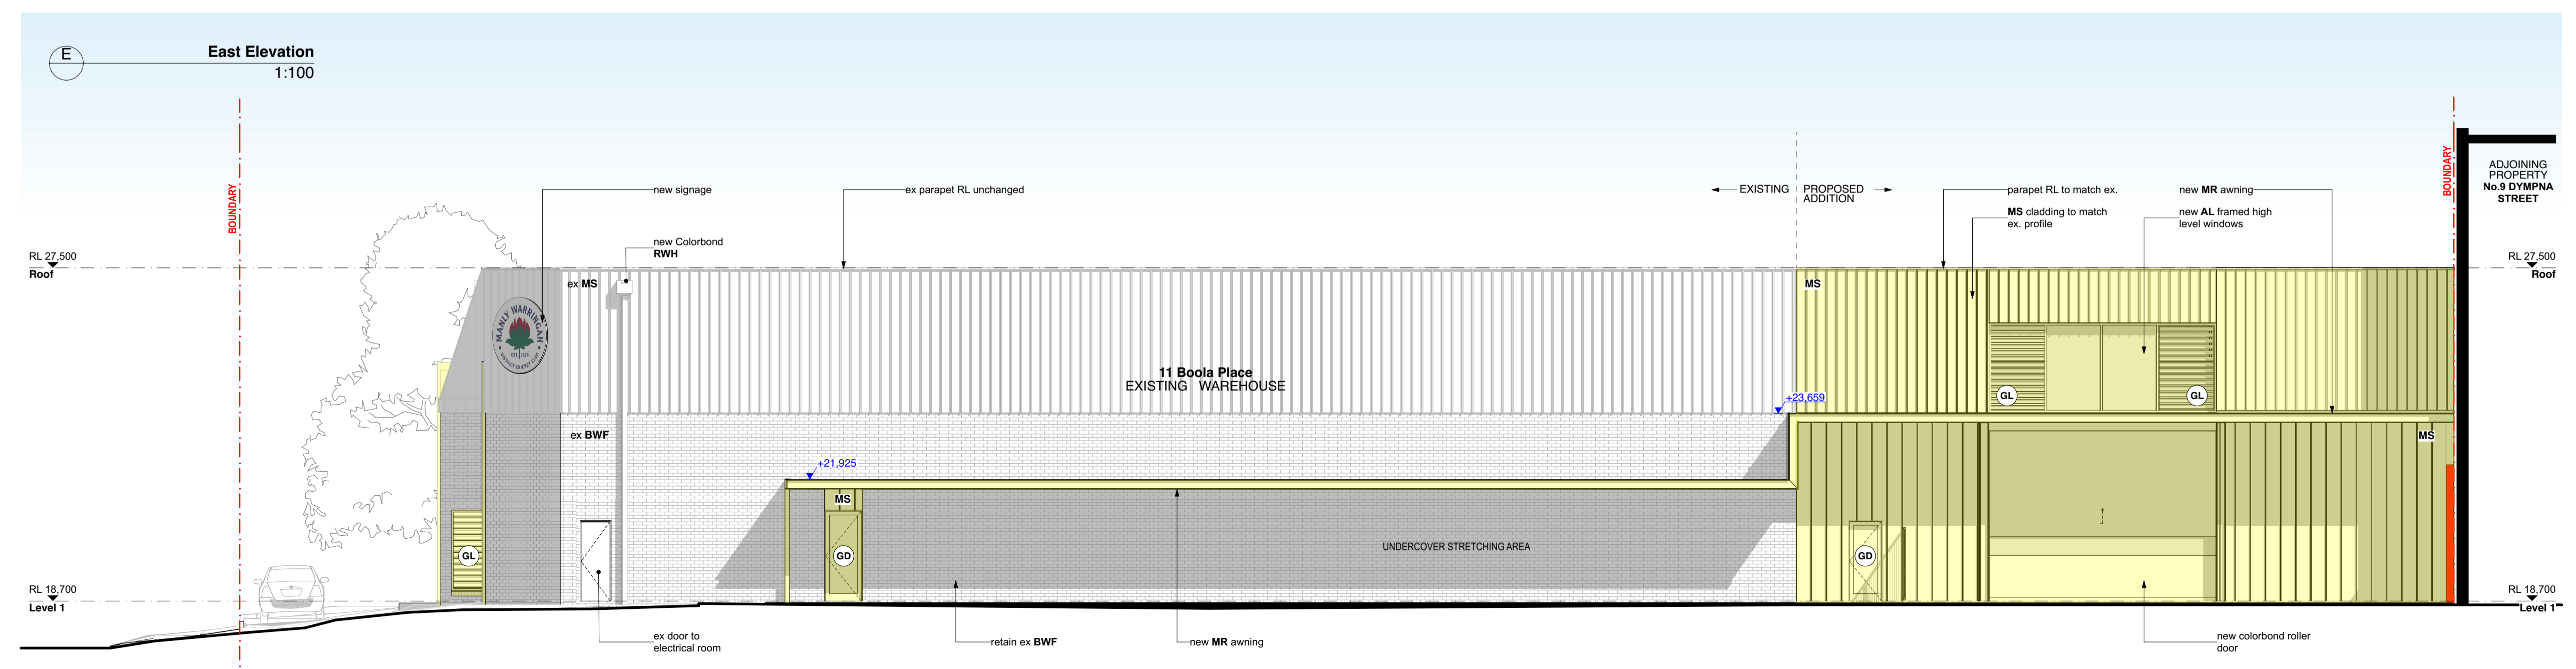 E
East Elevation
1:100
BOUNDARY
BOUNDARY
ADJOINING
PROPERTY
No.9 DYMPNA
STREET
new signage
ex parapet RL unchanged
EXISTING
PROPOSED
ADDITION
parapet RL to match ex.
new MR awning
MS cladding to match
ex. profile
new AL framed high
level windows
new Colorbond
RWH
RL 27,500
Roof
RL 27,500
Roof
ex MS
MS
MANLY WARRINGAH
EST. 1878
DISTRICT CRICKET CLUB
11 Boola Place
EXISTING WAREHOUSE
GL
GL
+23,659
ex BWF
MS
+21,925
MS
GL
GD
UNDERCOVER STRETCHING AREA
GD
RL 18,700
Level 1
RL 18,700
Level 1
ex door to
electrical room
retain ex BWF
new MR awning
new colorbond roller
door